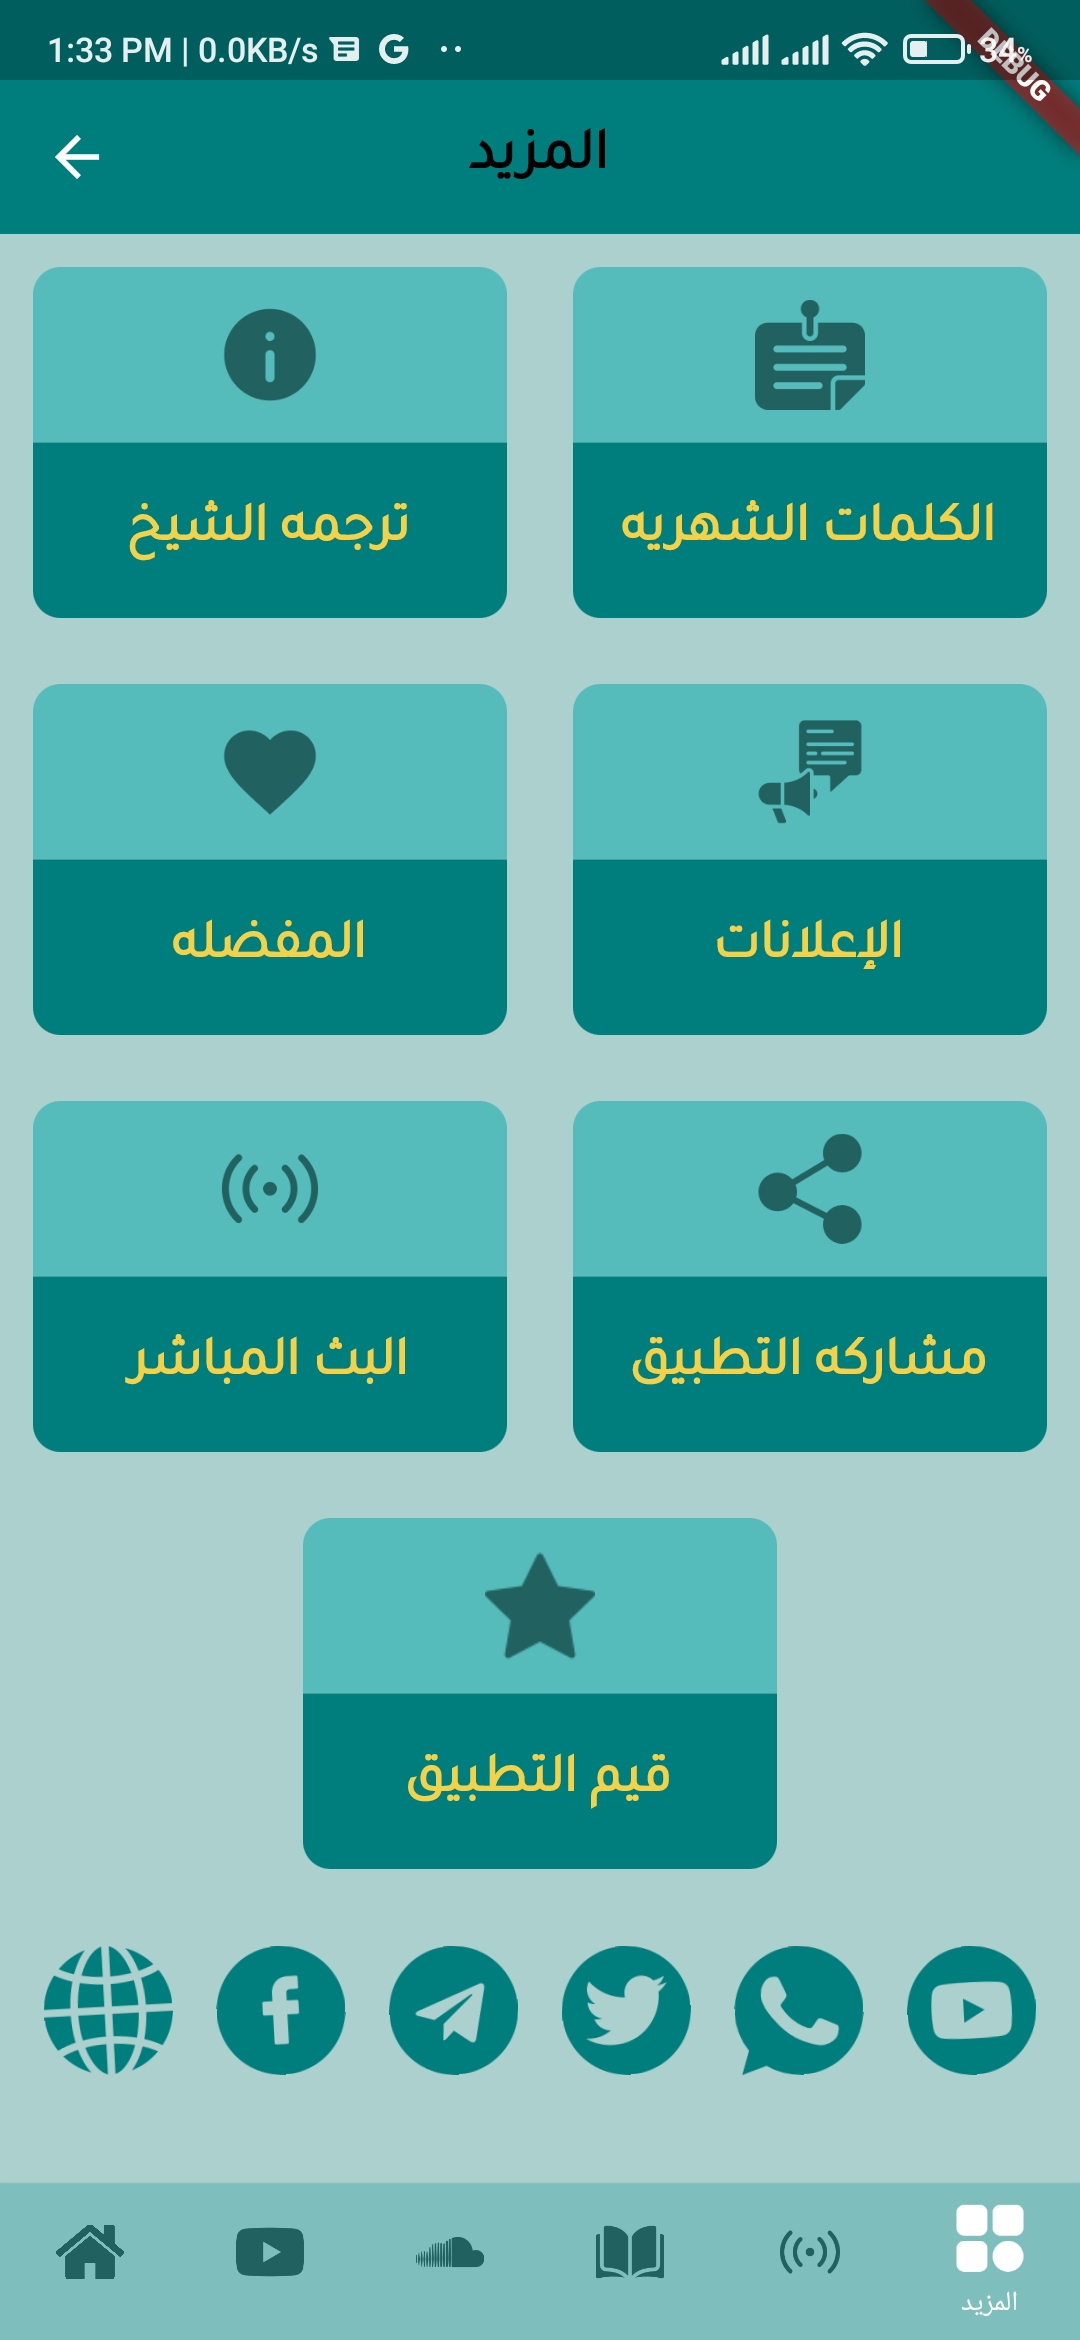 1:33 PM | 0.0KB/s
34%
DEBUG
المزيد
الكلمات الشهريه
ترجمه الشيخ
الإعلانات
المفضله
مشاركه التطبيق
البث المباشر
قيم التطبيق
المزيد